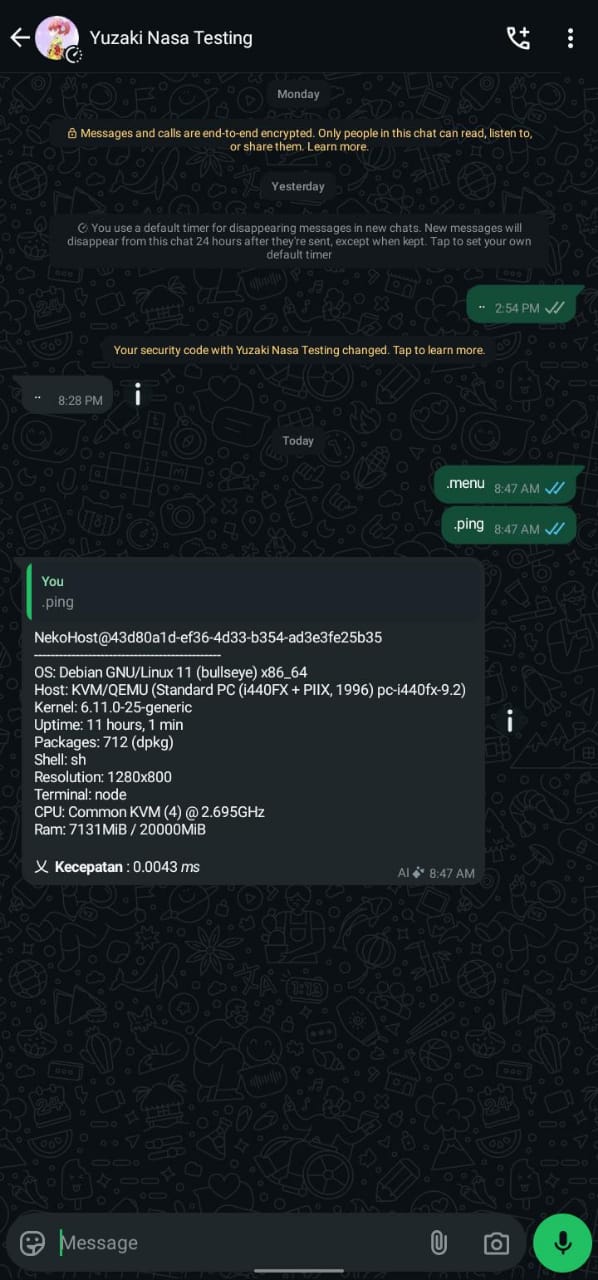 Yuzaki Nasa Testing
Monday
Messages and calls are end-to-end encrypted. Only people in this chat can read, listen to,
or share them. Learn more.
Yesterday
You use a default timer for disappearing messages in new chats. New messages will
disappear from this chat 24 hours after they're sent, except when kept. Tap to set your own
default timer
.. 2:54 PM
Your security code with Yuzaki Nasa Testing changed. Tap to learn more.
.. 8:28 PM
Today
.menu 8:47 AM
.ping 8:47 AM
You
.ping
NekoHost@43d80a1d-ef36-4d33-b354-ad3e3fe25b35
---------------------------------------------
OS: Debian GNU/Linux 11 (bullseye) x86_64
Host: KVM/QEMU (Standard PC (i440FX + PIIX, 1996) pc-i440fx-9.2)
Kernel: 6.11.0-25-generic
Uptime: 11 hours, 1 min
Packages: 712 (dpkg)
Shell: sh
Resolution: 1280x800
Terminal: node
CPU: Common KVM (4) @ 2.695GHz
Ram: 7131MiB / 20000MiB
乂 Kecepatan : 0.0043 ms
AI 8:47 AM
Message